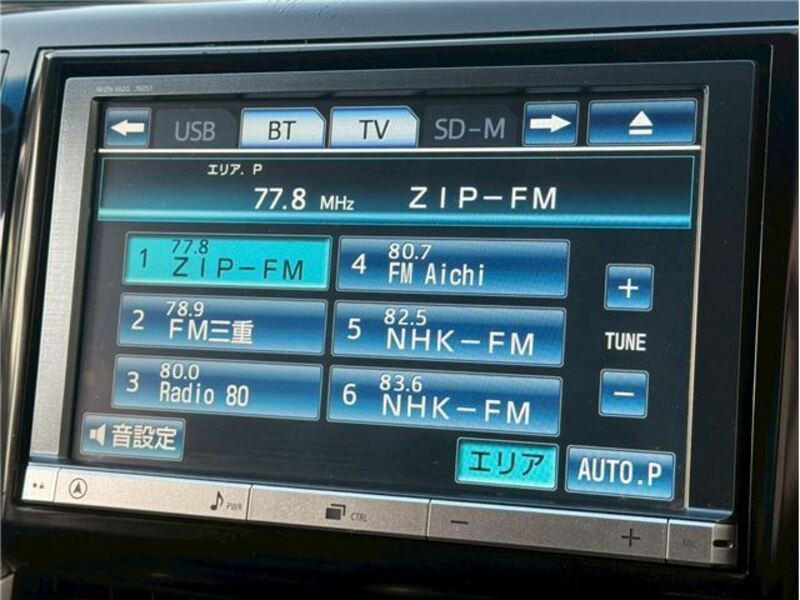 USB BT TV SD-M
エリア. P
77.8 MHz ZIP-FM
1 77.8 ZIP-FM
2 78.9 FM三重
3 80.0 Radio 80
4 80.7 FM Aichi
5 82.5 NHK-FM
6 83.6 NHK-FM
+
TUNE
-
音設定
エリア AUTO.P
PWR CTRL - +